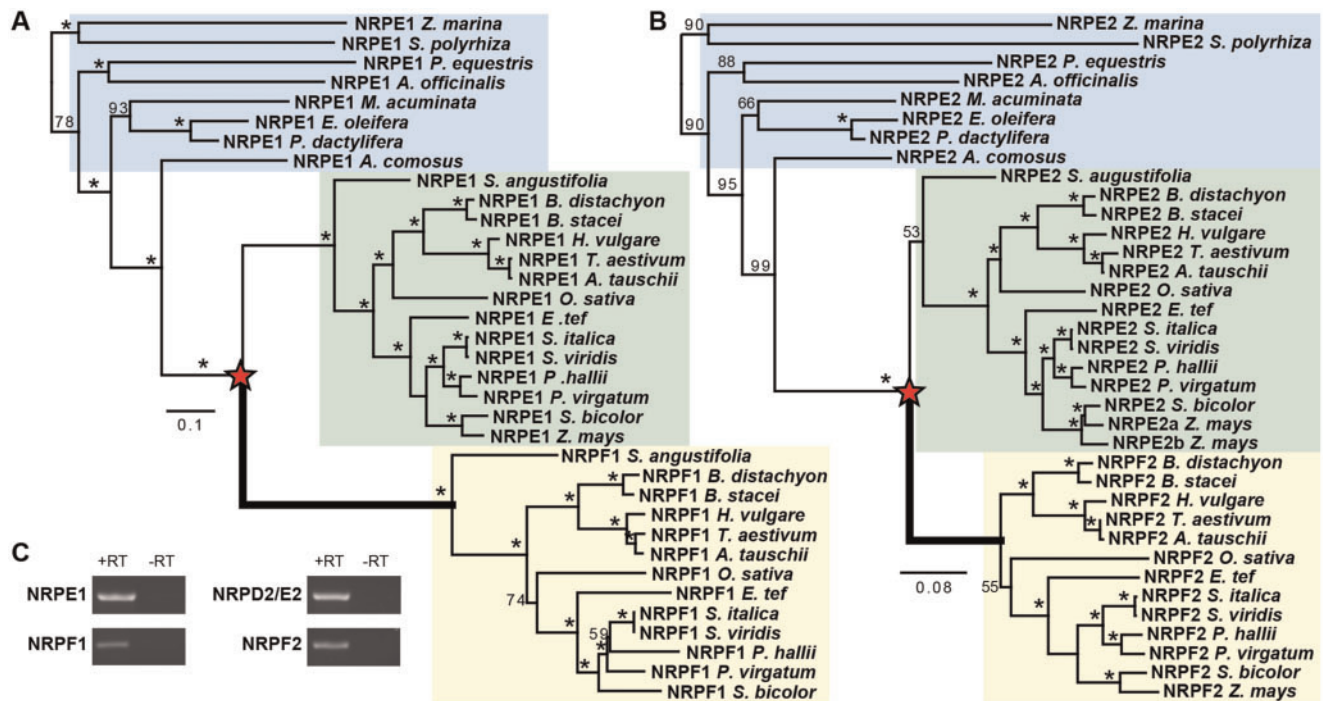 A
NRPE1 Z. marina
*
NRPE1 S. polyrhiza
NRPE1 P. equestris
*
NRPE1 A. officinalis
78
NRPE1 M. acuminata
93
NRPE1 E. oleifera
*
NRPE1 P. dactylifera
*
NRPE1 A. comosus
*
NRPE1 S. angustifolia
*
NRPE1 B. distachyon
*
NRPE1 B. stacei
*
NRPE1 H. vulgare
*
NRPE1 T. aestivum
*
NRPE1 A. tauschii
*
NRPE1 O. sativa
*
NRPE1 E .tef
*
NRPE1 S. italica
*
NRPE1 S. viridis
*
NRPE1 P .hallii
*
NRPE1 P. virgatum
NRPE1 S. bicolor
*
NRPE1 Z. mays
*
0.1
NRPF1 S. angustifolia
*
NRPF1 B. distachyon
*
NRPF1 B. stacei
*
NRPF1 H. vulgare
*
NRPF1 T. aestivum
*
NRPF1 A. tauschii
*
NRPF1 O. sativa
74
NRPF1 E. tef
*
NRPF1 S. italica
*
NRPF1 S. viridis
59
NRPF1 P. hallii
*
NRPF1 P. virgatum
*
NRPF1 S. bicolor
B
NRPE2 Z. marina
90
NRPE2 S. polyrhiza
NRPE2 P. equestris
88
NRPE2 A. officinalis
90
NRPE2 M. acuminata
66
NRPE2 E. oleifera
*
NRPE2 P. dactylifera
95
NRPE2 A. comosus
99
NRPE2 S. augustifolia
53
NRPE2 B. distachyon
*
NRPE2 B. stacei
*
NRPE2 H. vulgare
*
NRPE2 T. aestivum
*
NRPE2 A. tauschii
*
NRPE2 O. sativa
*
NRPE2 E. tef
*
NRPE2 S. italica
*
NRPE2 S. viridis
*
NRPE2 P. hallii
*
NRPE2 P. virgatum
*
NRPE2 S. bicolor
*
NRPE2a Z. mays
*
NRPE2b Z. mays
*
0.08
NRPF2 B. distachyon
*
NRPF2 B. stacei
*
NRPF2 H. vulgare
*
NRPF2 T. aestivum
*
NRPF2 A. tauschii
NRPF2 O. sativa
55
NRPF2 E. tef
*
NRPF2 S. italica
*
NRPF2 S. viridis
*
NRPF2 P. hallii
*
NRPF2 P. virgatum
NRPF2 S. bicolor
*
NRPF2 Z. mays
C
+RT -RT
NRPE1
NRPF1
+RT -RT
NRPD2/E2
NRPF2